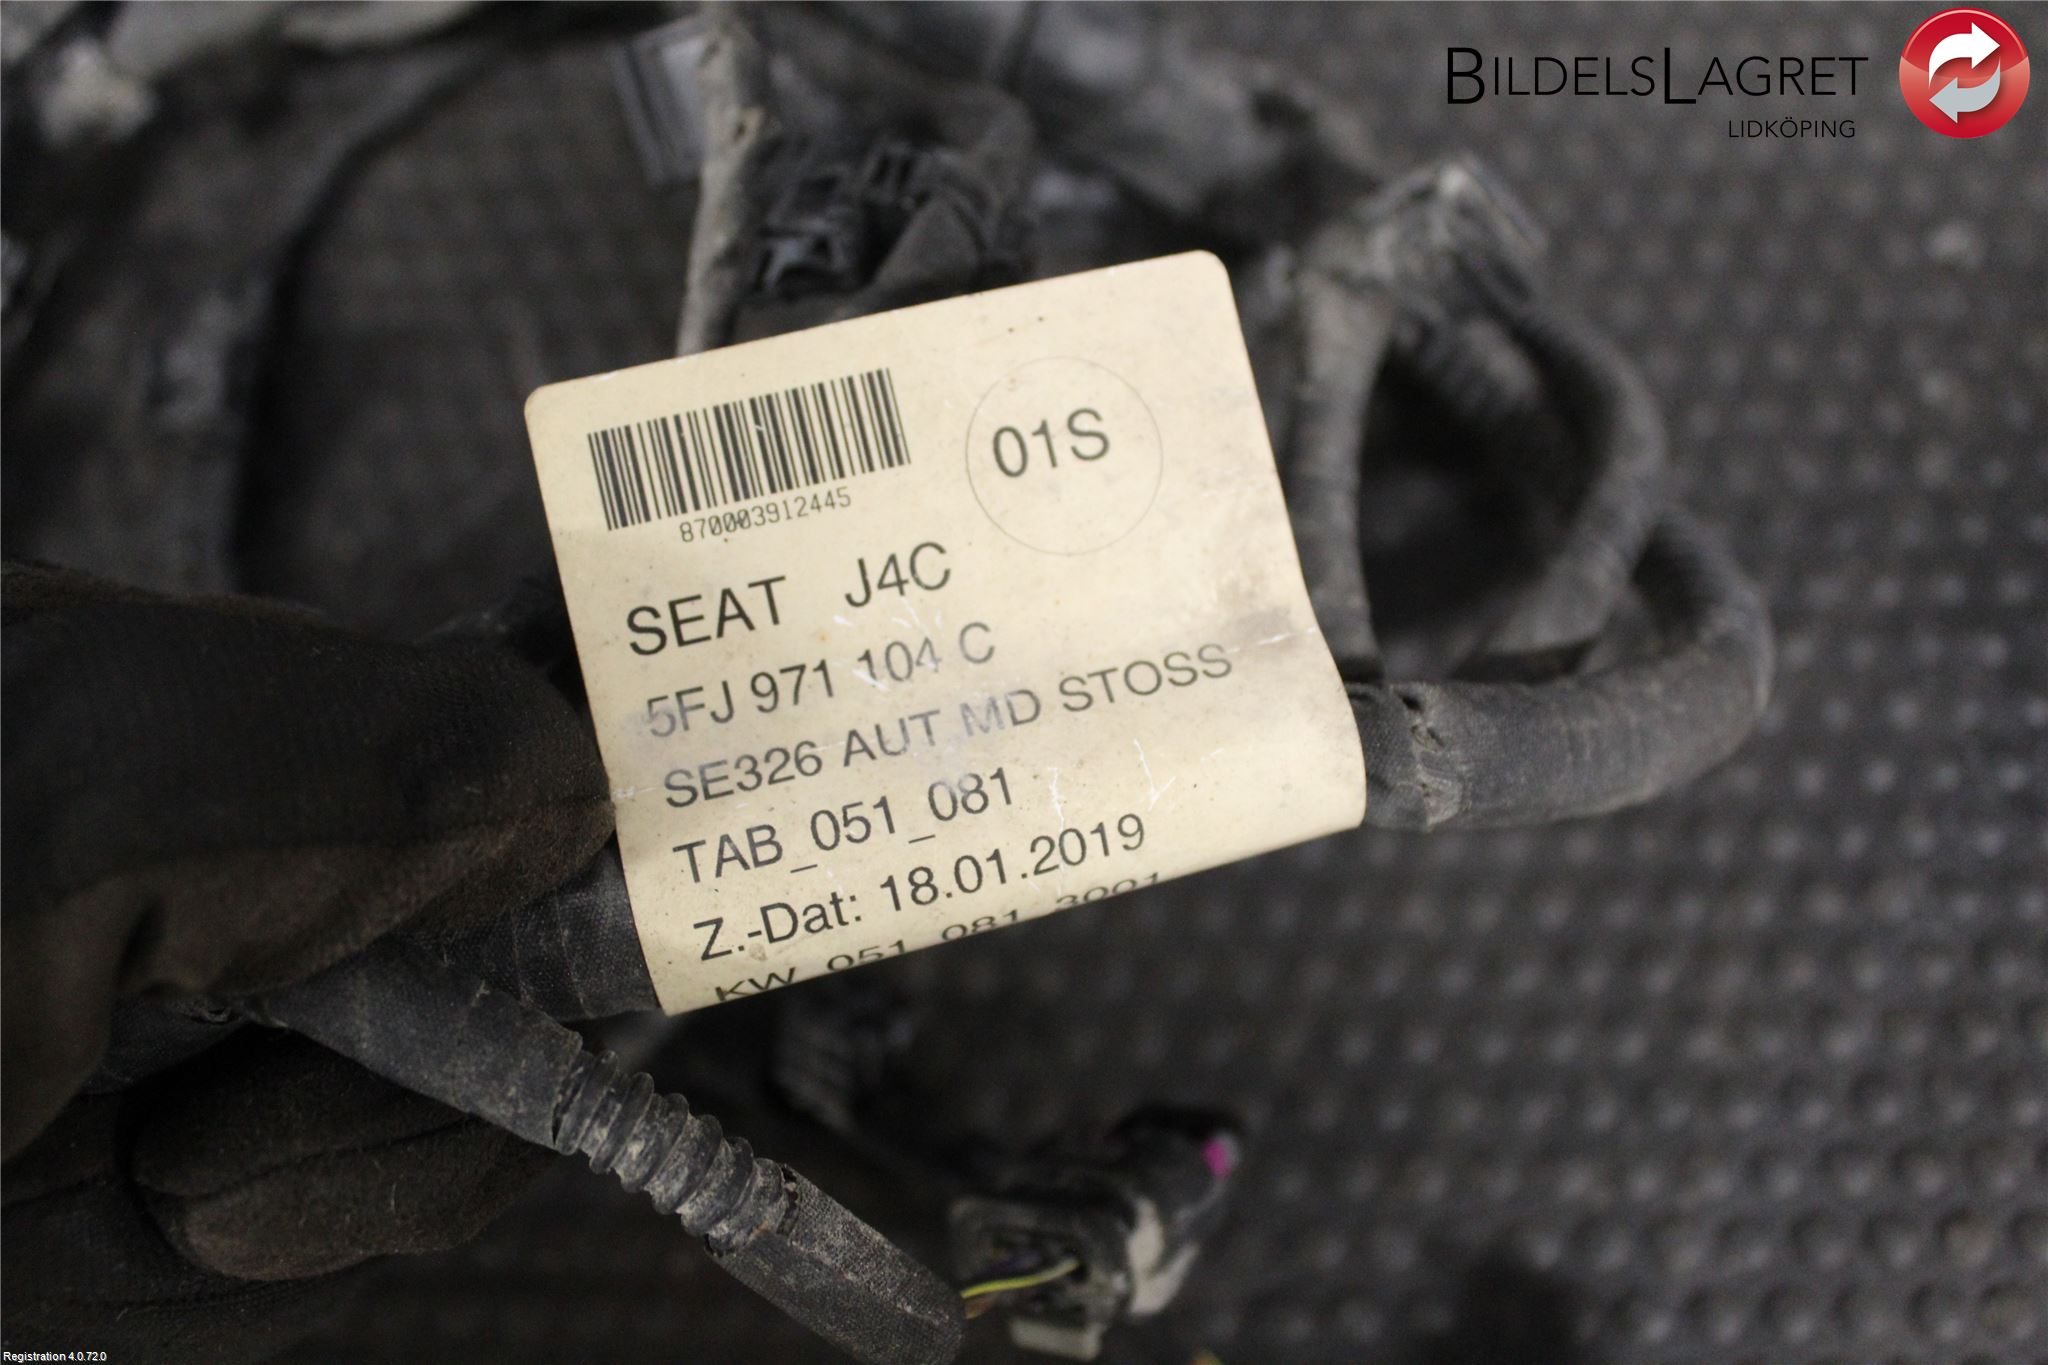 BILDELSLAGRET
LIDKÖPING
01S
870003912445
SEAT J4C
5FJ 971 104 C
SE326 AUT MD STOSS
TAB_051_081
Z.-Dat: 18.01.2019
KW_051_081_3001
Registration 4.0.72.0